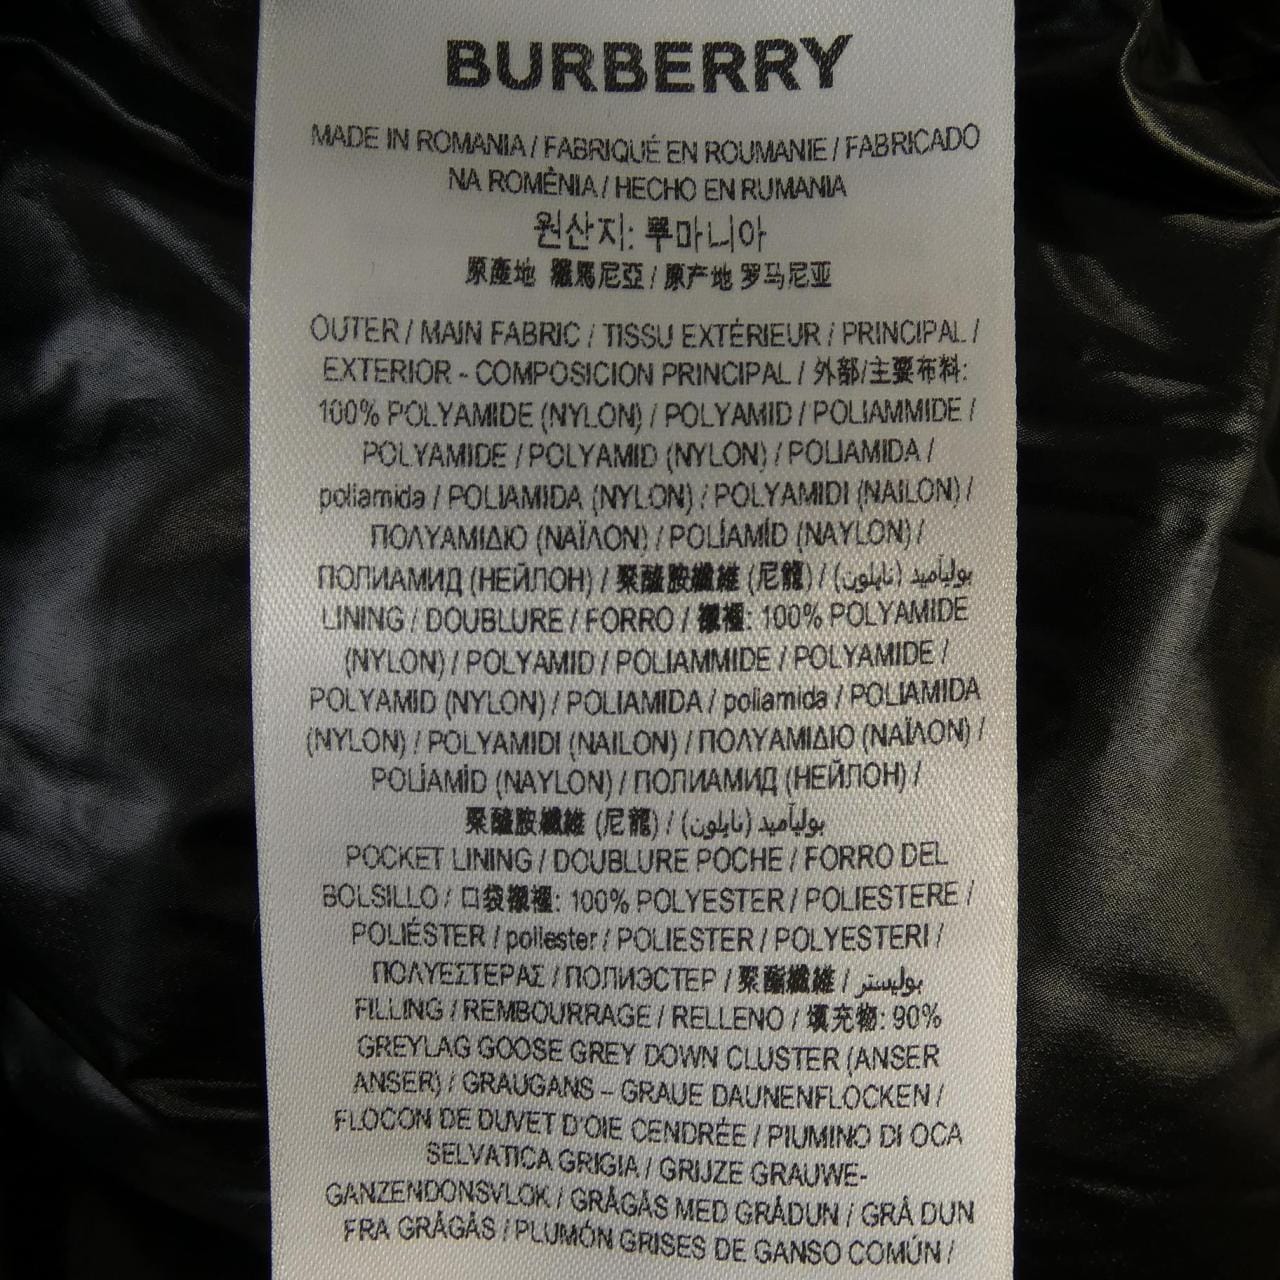 BURBERRY
MADE IN ROMANIA / FABRIQUÉ EN ROUMANIE / FABRICADO
NA ROMÊNIA / HECHO EN RUMANIA
원산지: 루마니아
原產地 羅馬尼亞 / 原产地 罗马尼亚
OUTER / MAIN FABRIC / TISSU EXTÉRIEUR / PRINCIPAL /
EXTERIOR - COMPOSICION PRINCIPAL / 外部/主要布料:
100% POLYAMIDE (NYLON) / POLYAMID / POLIAMMIDE /
POLYAMIDE / POLYAMID (NYLON) / POLIAMIDA /
poliamida / POLIAMIDA (NYLON) / POLYAMIDI (NAILON) /
ΠΟΛΥΑΜΙΔΙΟ (ΝΑΪΛΟΝ) / POLÍAMÍD (NAYLON) /
ПОЛИАМИД (НЕЙЛОН) / 聚醯胺纖維 (尼龍) / بوليأميد (نايلون)
LINING / DOUBLURE / FORRO / 襯裡: 100% POLYAMIDE
(NYLON) / POLYAMID / POLIAMMIDE / POLYAMIDE /
POLYAMID (NYLON) / POLIAMIDA / poliamida / POLIAMIDA
(NYLON) / POLYAMIDI (NAILON) / ΠΟΛΥΑΜΙΔΙΟ (ΝΑΪΛΟΝ) /
POLÍAMÍD (NAYLON) / ПОЛИАМИД (НЕЙЛОН) /
聚醯胺纖維 (尼龍) / بوليأميد (نايلون)
POCKET LINING / DOUBLURE POCHE / FORRO DEL
BOLSILLO / 口袋襯裡: 100% POLYESTER / POLIESTERE /
POLIÉSTER / poliester / POLIESTER / POLYESTERI /
ΠΟΛΥΕΣΤΕΡΑΣ / ПОЛИЭСТЕР / 聚酯纖維 / بوليستر
FILLING / REMBOURRAGE / RELLENO / 填充物: 90%
GREYLAG GOOSE GREY DOWN CLUSTER (ANSER
ANSER) / GRAUGANS – GRAUE DAUNENFLOCKEN /
FLOCON DE DUVET D'OIE CENDRÉE / PIUMINO DI OCA
SELVATICA GRIGIA / GRIJZE GRAUWE-
GANZENDONSVLOK / GRÅGÅS MED GRÅDUN / GRÅ DUN
FRA GRÅGÅS / PLUMÓN GRISES DE GANSO COMÚN /